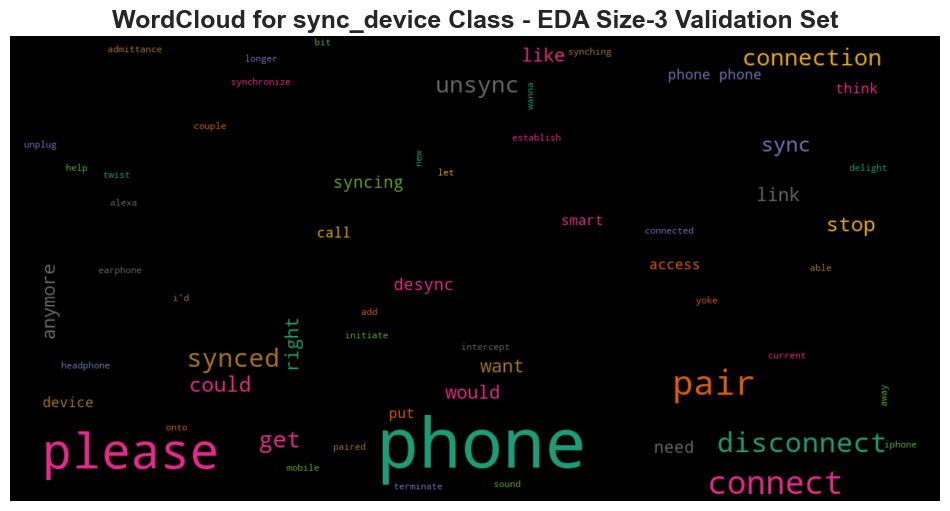 WordCloud for sync_device Class - EDA Size-3 Validation Set
bit
admittance
like
synching
connection
longer
phone phone
synchronize
unsync
wanna
think
couple
establish
unplug
sync
new
help
twist
let
delight
syncing
link
alexa
smart
stop
call
connected
access
able
earphone
desync
i'd
anymore
add
yoke
initiate
right
intercept
current
synced
headphone
want
pair
could
would
away
device
put
onto
please
get
phone
paired
need
disconnect
iphone
mobile
terminate
sound
connect